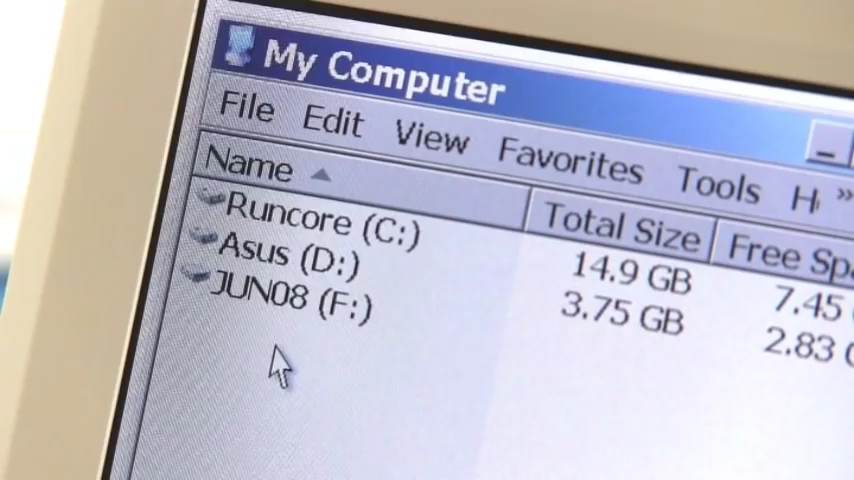 My Computer
File Edit View Favorites Tools »
Name Total Size Free
Runcore (C:) 14.9 GB 7.45
Asus (D:) 3.75 GB 2.83
JUN08 (F:)